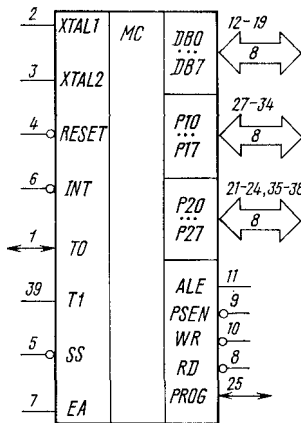 2
XTAL1
MC
DB0
...
DB7
12-19
8
3
XTAL2
4
RESET
P10
...
P17
27-34
8
6
INT
P20
...
P27
21-24,35-38
8
1
T0
39
T1
ALE
11
PSEN
9
5
SS
WR
10
RD
8
7
EA
PROG
25